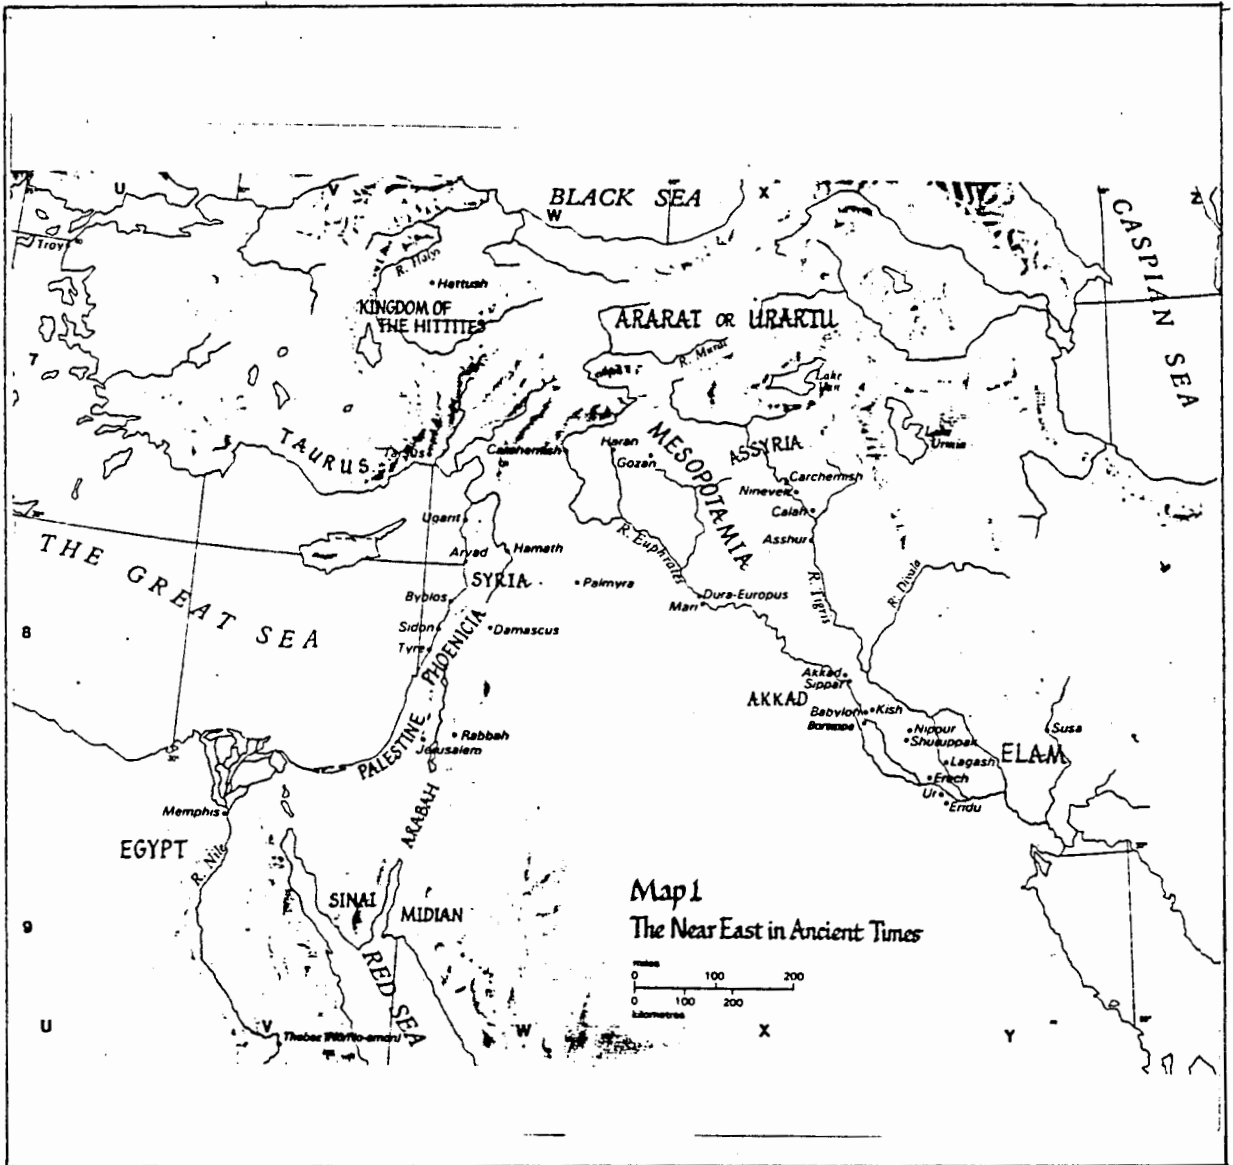 U
V
BLACK SEA
W
X
Z
CASPIAN SEA
Troy
R. Halys
Hattush
KINGDOM OF
THE HITTITES
ARARAT OR URARTU
7
R. Murat
Lake
Van
Lake
Urmia
TAURUS
Tarsus
Carchemish
Haran
Gozan
MESOPOTAMIA
ASSYRIA
Carchemish
Nineveh
Calah
Asshur
Ugarit
Arvad
Hamath
R. Euphrates
THE GREAT SEA
SYRIA
Palmyra
Dura-Europus
Mari
R. Tigris
R. Diyala
Byblos
8
Sidon
Damascus
Tyre
PHOENICIA
Akkad
Sippar
AKKAD
Babylon
Kish
Borsippa
Nippur
Shuruppak
Susa
ELAM
Lagash
Erech
Ur
Eridu
PALESTINE
Jerusalem
Rabbah
ARABAH
Memphis
EGYPT
R. Nile
SINAI
MIDIAN
RED SEA
9
Map 1
The Near East in Ancient Times
miles
0 100 200
0 100 200
kilometres
U
V
W
X
Y
Thebes